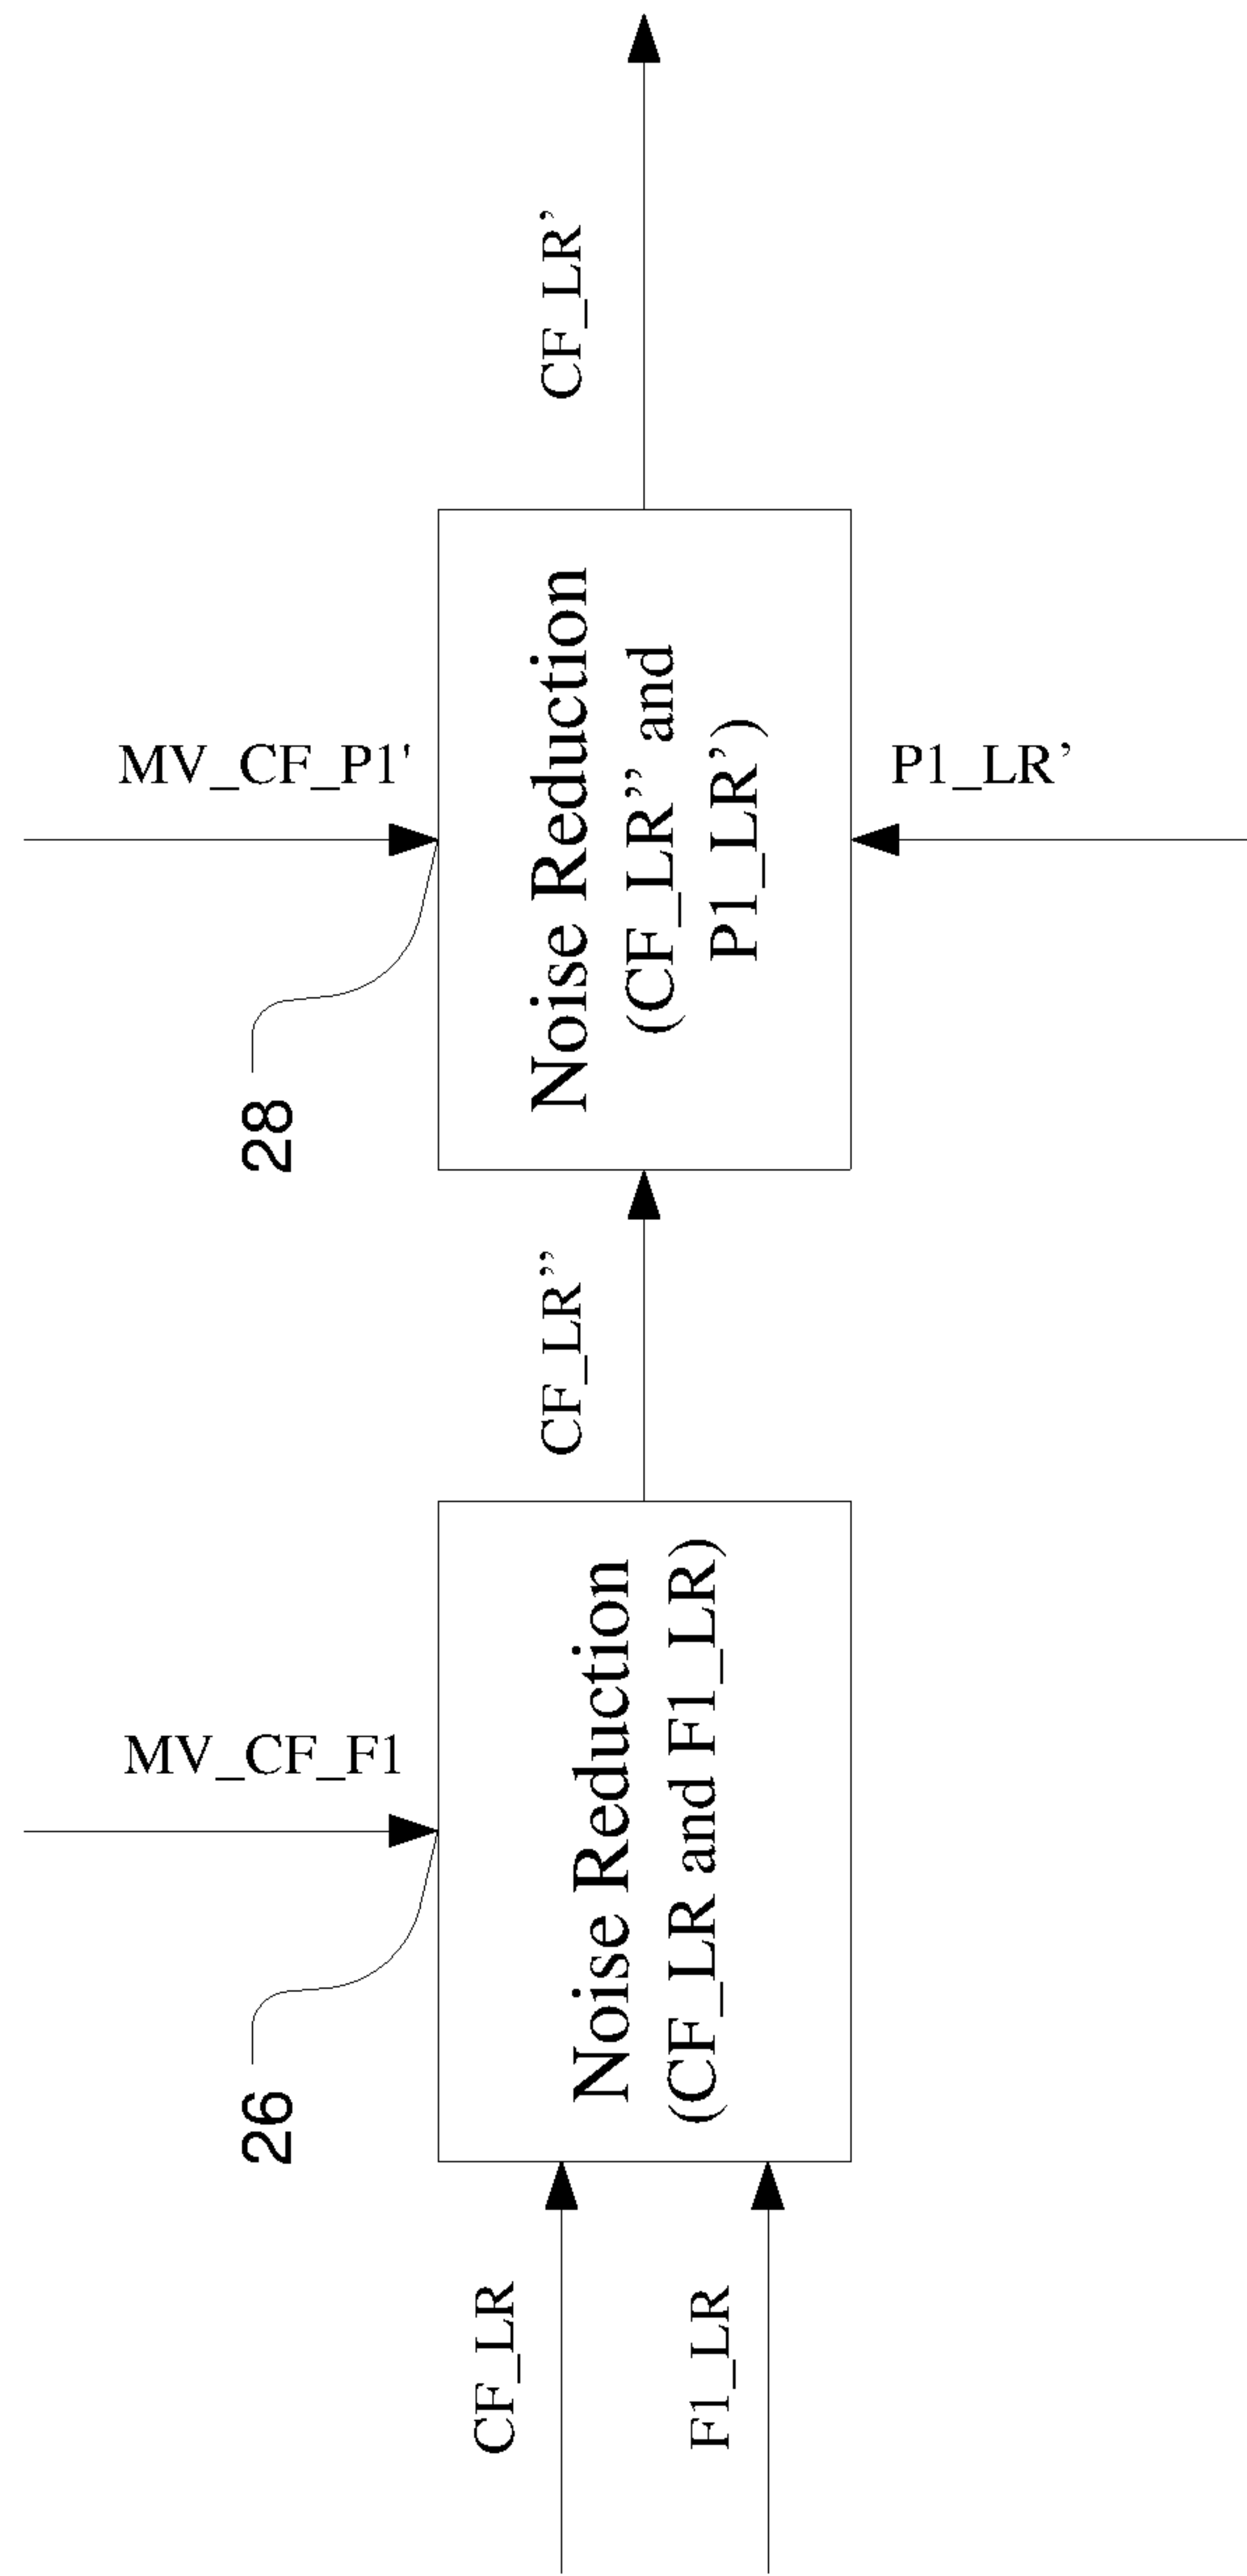 CF_LR’
MV_CF_P1'
Noise Reduction
(CF_LR’’ and
P1_LR’)
P1_LR’
28
CF_LR’’
MV_CF_F1
Noise Reduction
(CF_LR and F1_LR)
26
CF_LR
F1_LR